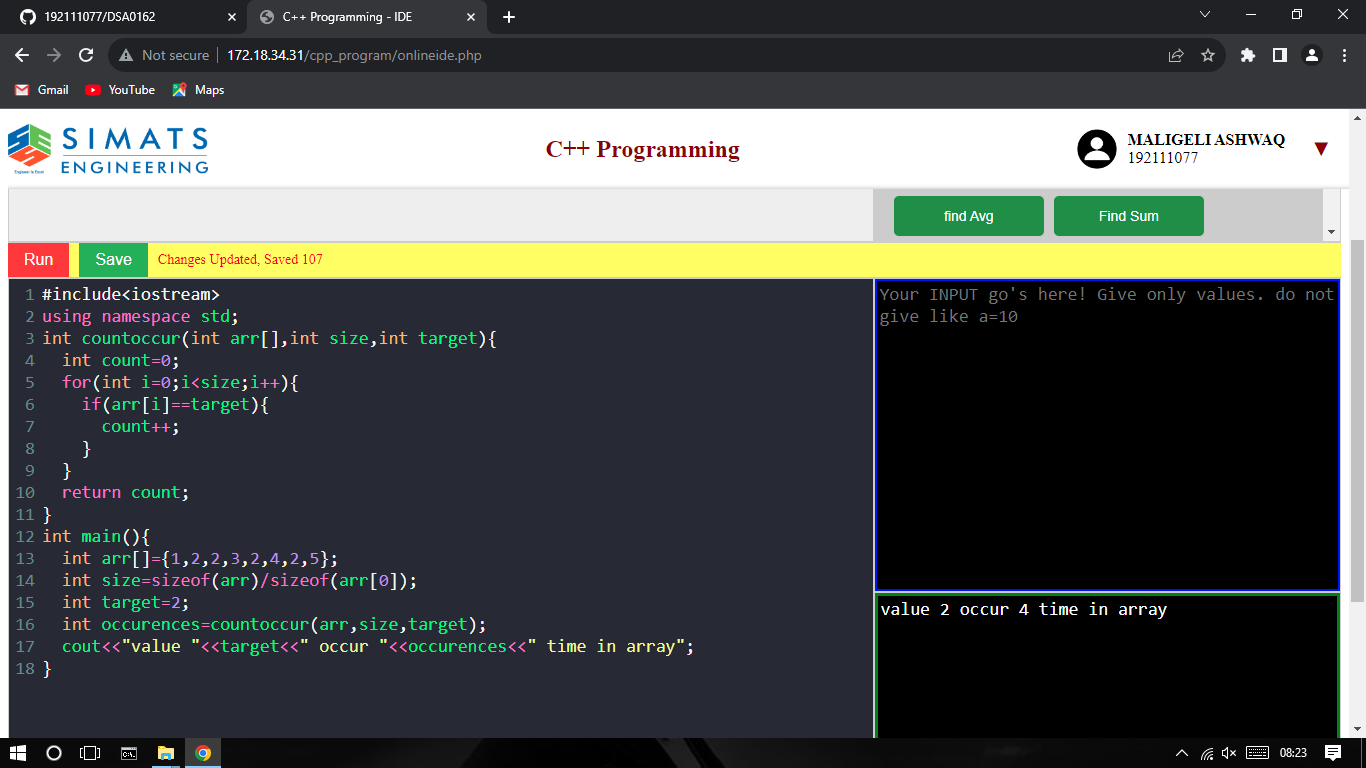 192111077/DSA0162
C++ Programming - IDE
Not secure
172.18.34.31/cpp_program/onlineide.php
Gmail
YouTube
Maps
SIMATS
ENGINEERING
Engineer to Excel
C++ Programming
MALIGELI ASHWAQ
192111077
find Avg
Find Sum
Run
Save
Changes Updated, Saved 107
1 #include<iostream>
2 using namespace std;
3 int countoccur(int arr[],int size,int target){
4   int count=0;
5   for(int i=0;i<size;i++){
6     if(arr[i]==target){
7       count++;
8     }
9   }
10   return count;
11 }
12 int main(){
13   int arr[]={1,2,2,3,2,4,2,5};
14   int size=sizeof(arr)/sizeof(arr[0]);
15   int target=2;
16   int occurences=countoccur(arr,size,target);
17   cout<<"value "<<target<<" occur "<<occurences<<" time in array";
18 }
Your INPUT go's here! Give only values. do not
give like a=10
value 2 occur 4 time in array
08:23